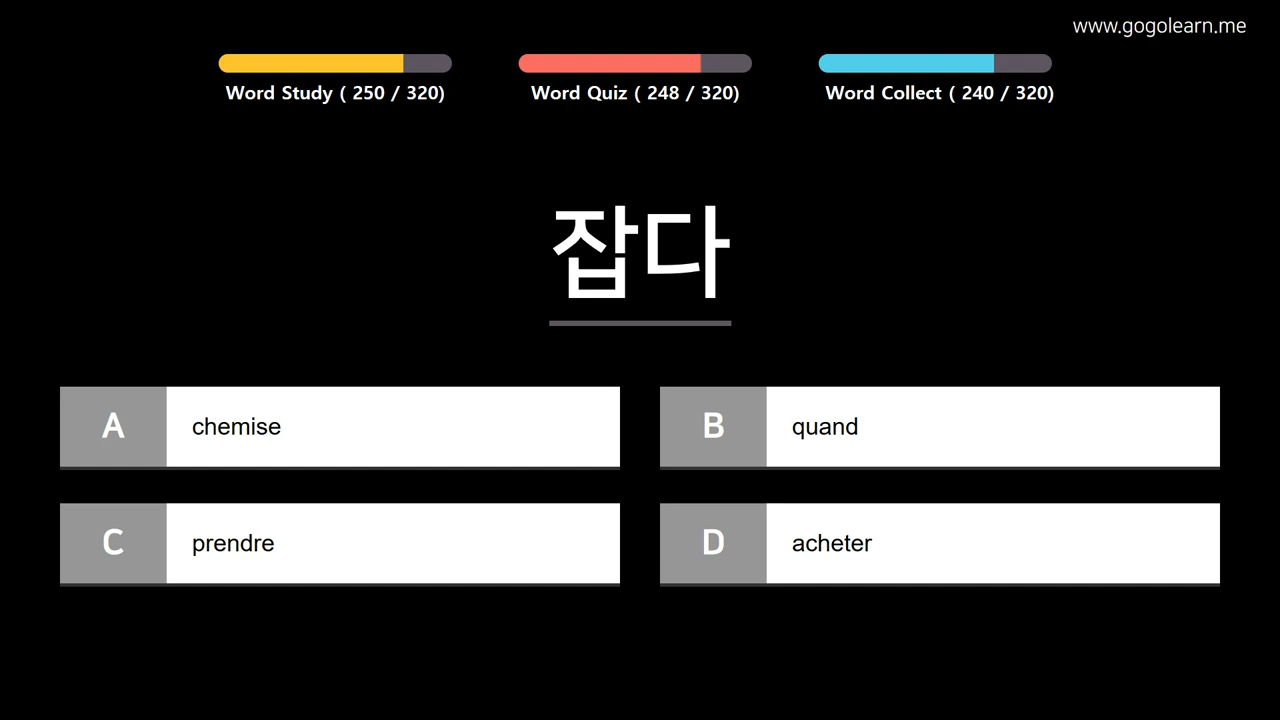 www.gogolearn.me
Word Study ( 250 / 320)
Word Quiz ( 248 / 320)
Word Collect ( 240 / 320)
잡다
A chemise
B quand
C prendre
D acheter